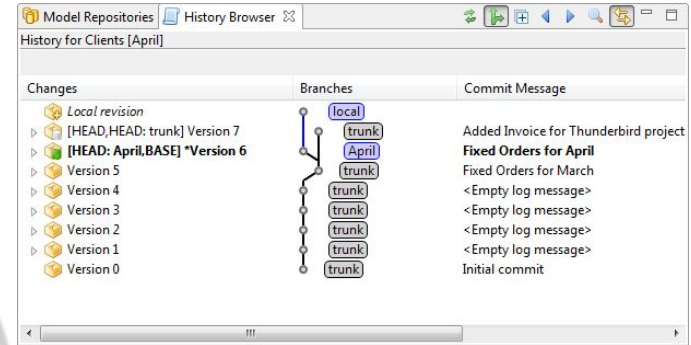 Model Repositories History Browser
History for Clients [April]
Changes Branches Commit Message
Local revision local
[HEAD,HEAD: trunk] Version 7 trunk Added Invoice for Thunderbird project
[HEAD: April,BASE] *Version 6 April Fixed Orders for April
Version 5 trunk Fixed Orders for March
Version 4 trunk <Empty log message>
Version 3 trunk <Empty log message>
Version 2 trunk <Empty log message>
Version 1 trunk <Empty log message>
Version 0 trunk Initial commit